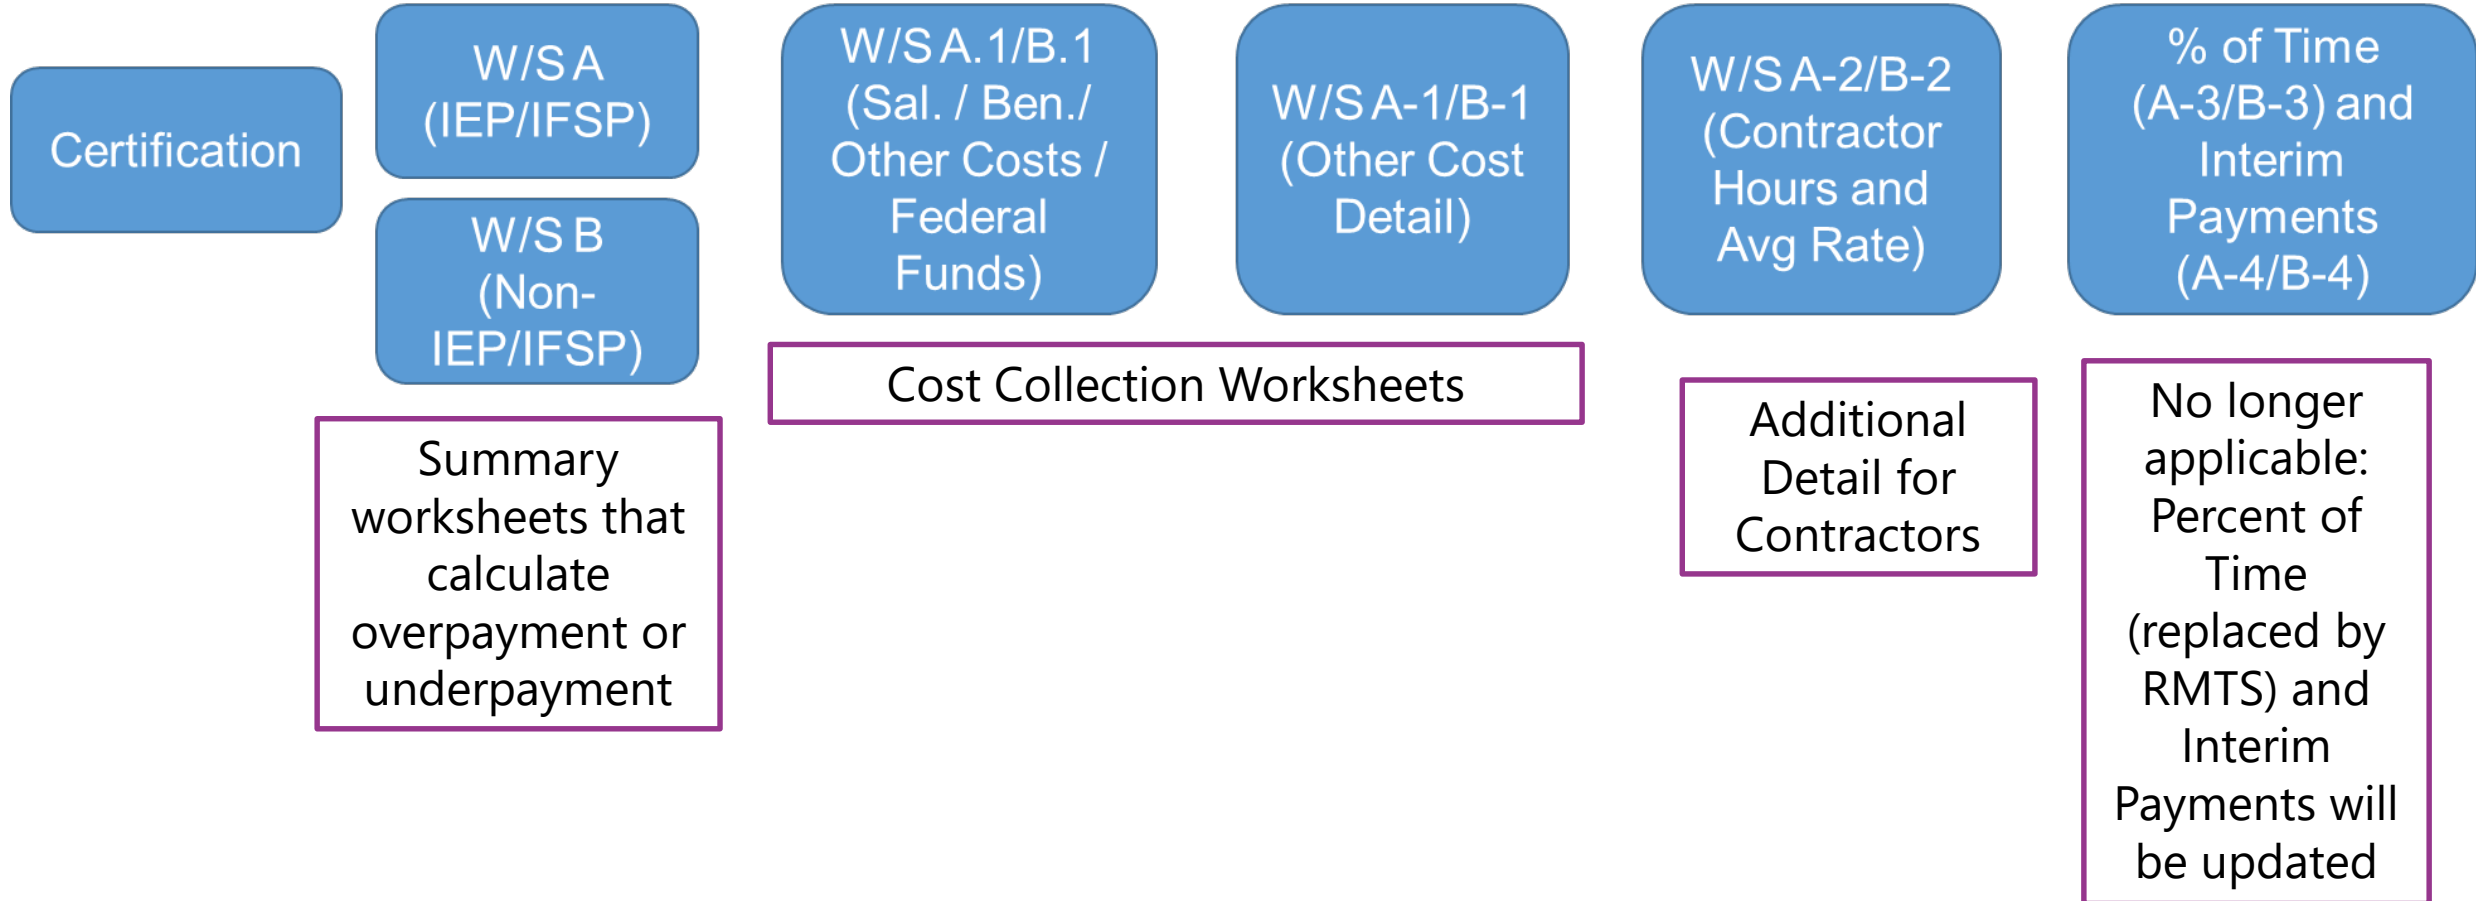 Certification
W/S A
(IEP/IFSP)
W/S B
(Non-
IEP/IFSP)
Summary
worksheets that
calculate
overpayment or
underpayment
W/S A.1/B.1
(Sal. / Ben./
Other Costs /
Federal
Funds)
W/S A-1/B-1
(Other Cost
Detail)
Cost Collection Worksheets
W/S A-2/B-2
(Contractor
Hours and
Avg Rate)
Additional
Detail for
Contractors
% of Time
(A-3/B-3) and
Interim
Payments
(A-4/B-4)
No longer
applicable:
Percent of
Time
(replaced by
RMTS) and
Interim
Payments will
be updated